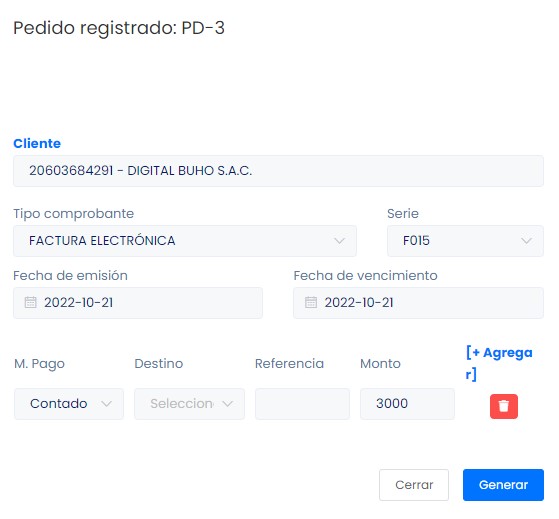 Pedido registrado: PD-3
Cliente
20603684291 - DIGITAL BUHO S.A.C.
Tipo comprobante Serie
FACTURA ELECTRÓNICA F015
Fecha de emisión Fecha de vencimiento
2022-10-21 2022-10-21
M. Pago Destino Referencia Monto [+ Agrega
r]
Contado Seleccion 3000
Cerrar Generar